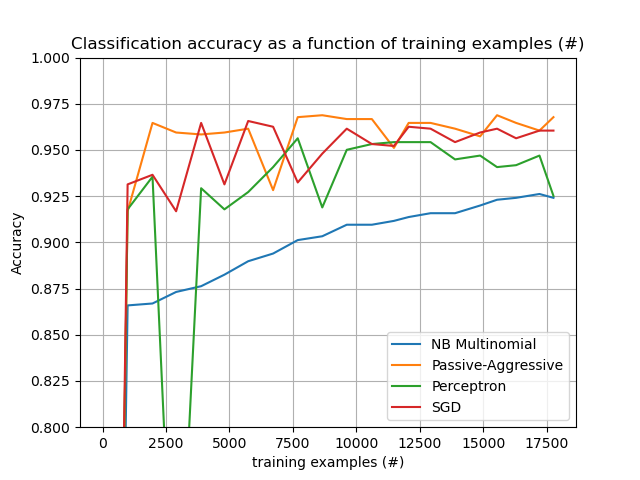 Classification accuracy as a function of training examples (#)
1.000
0.975
0.950
0.925
0.900
0.875
0.850
0.825
0.800
Accuracy
NB Multinomial
Passive-Aggressive
Perceptron
SGD
0 2500 5000 7500 10000 12500 15000 17500
training examples (#)